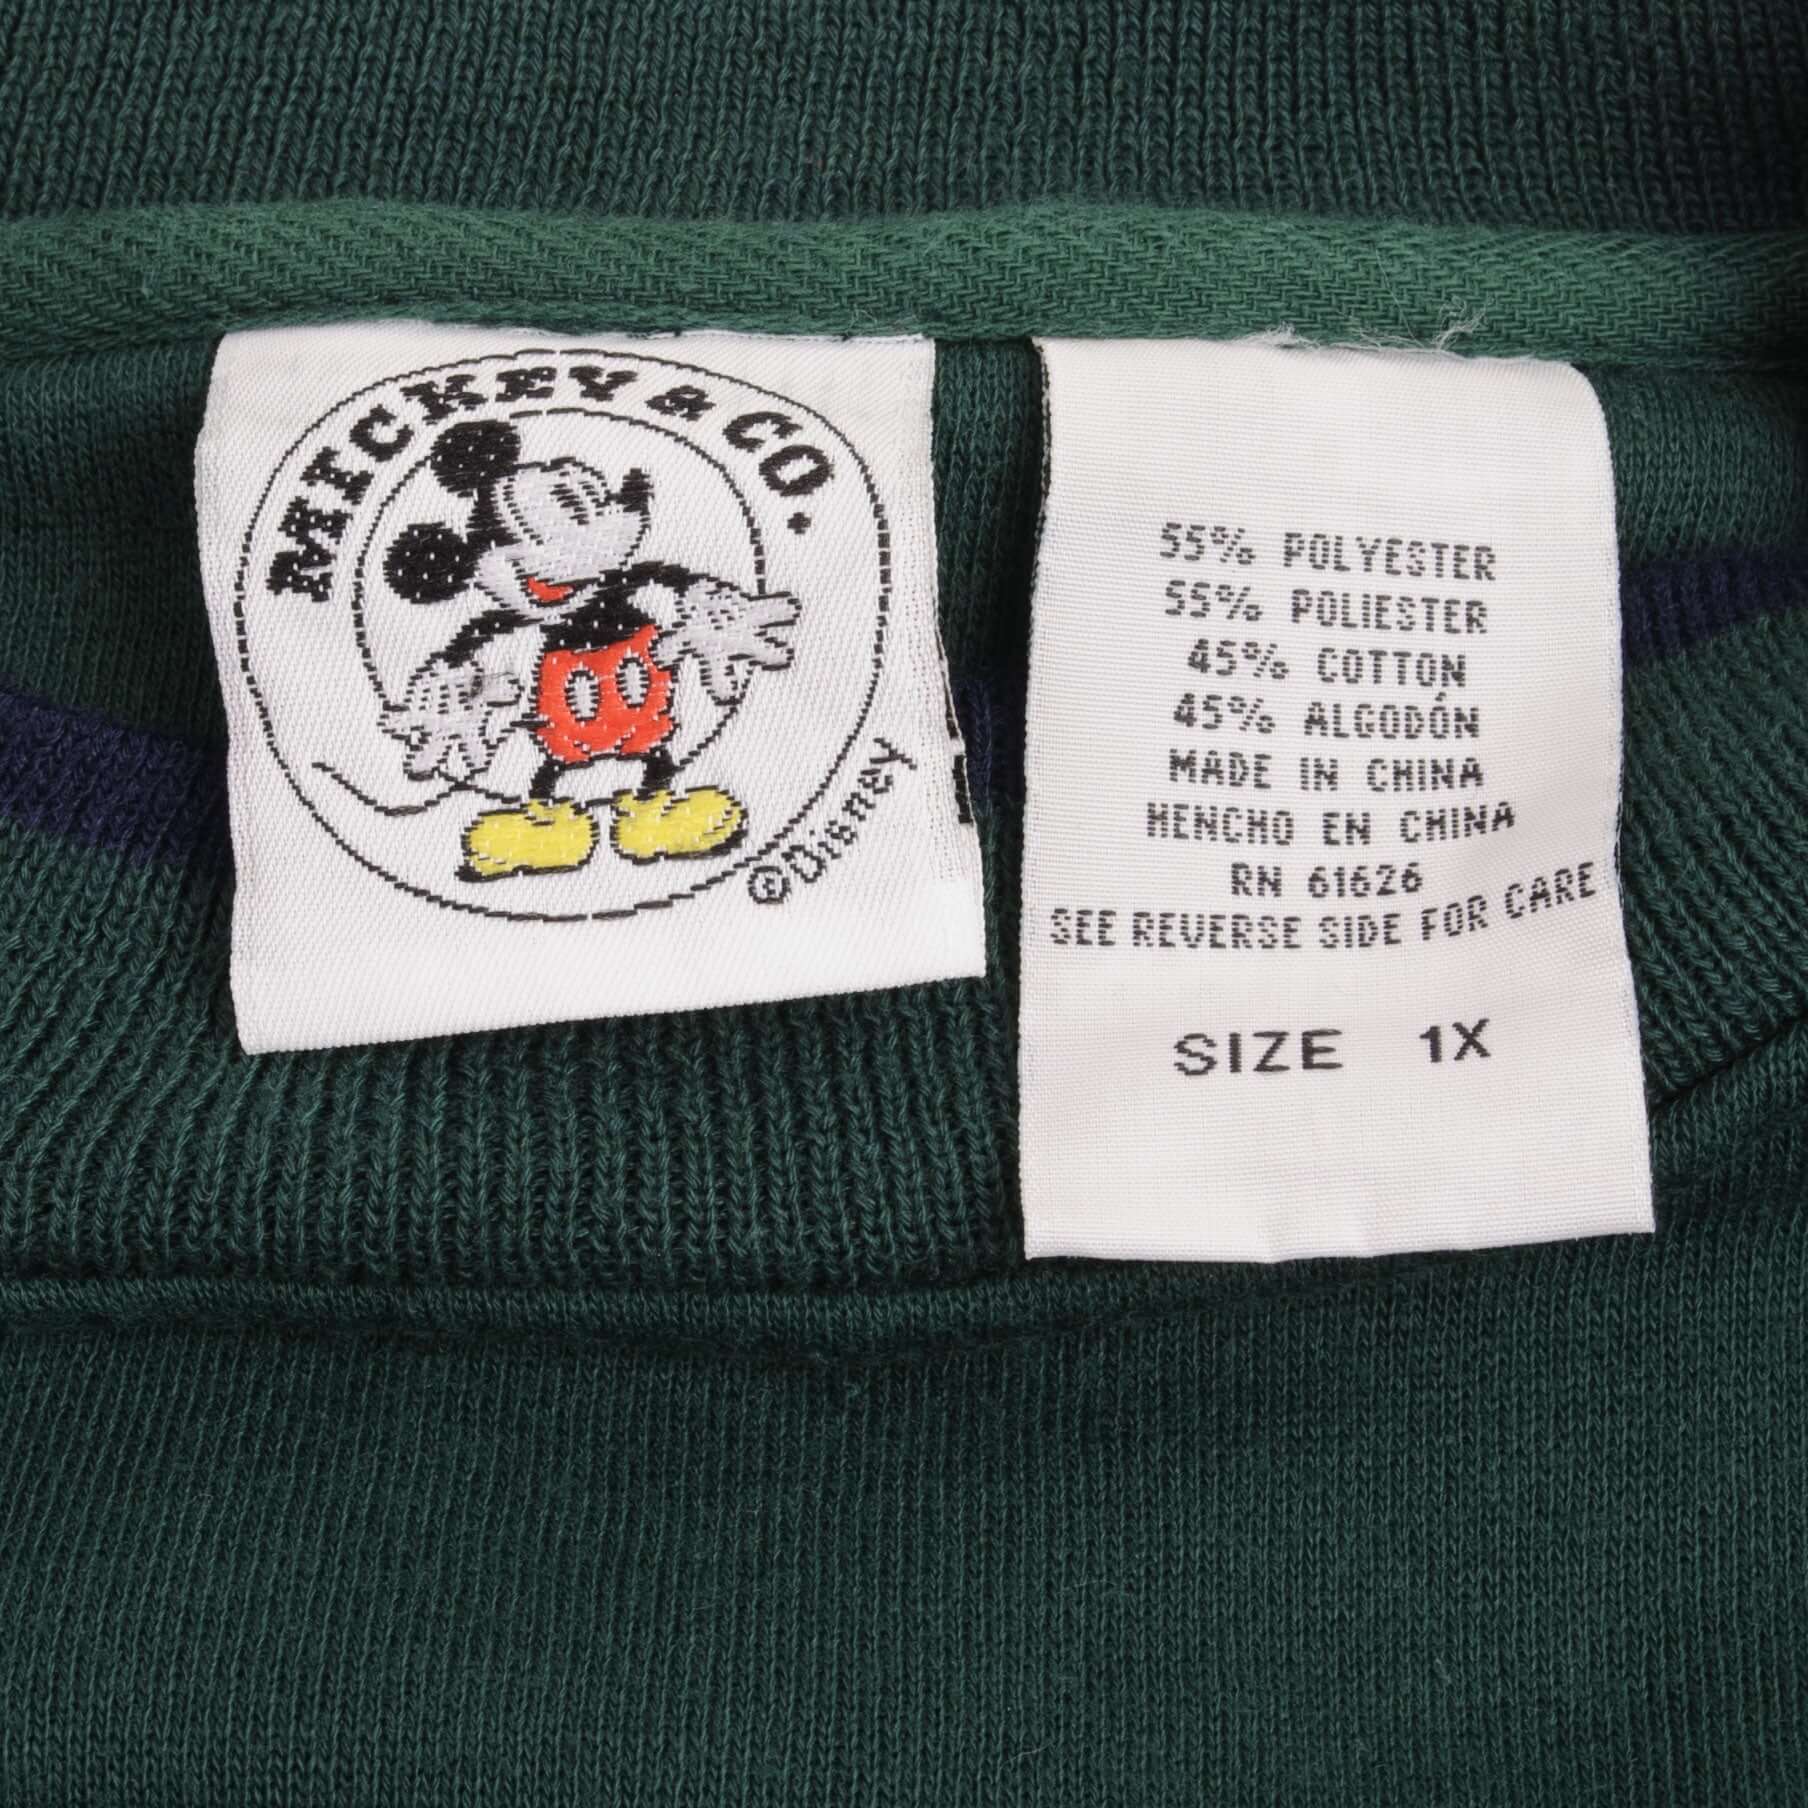 MICKEY & CO.
©Disney
55% POLYESTER
55% POLIESTER
45% COTTON
45% ALGODÓN
MADE IN CHINA
HENCHO EN CHINA
RN 61626
SEE REVERSE SIDE FOR CARE
SIZE 1X